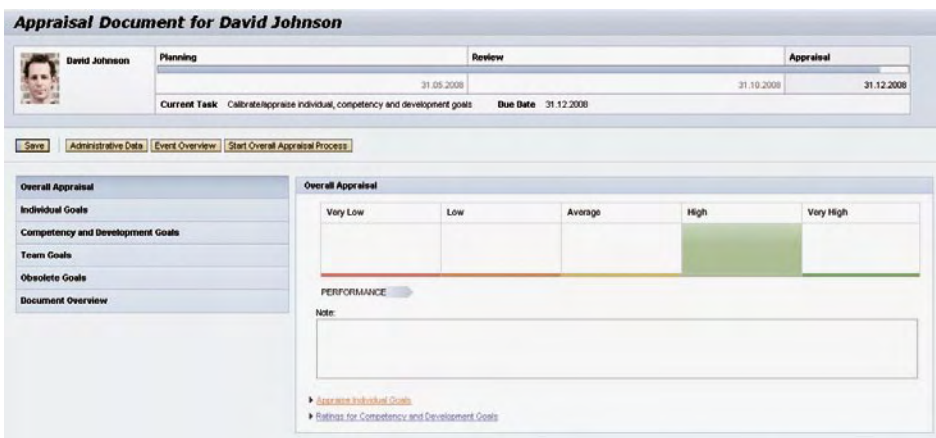 Appraisal Document for David Johnson
David Johnson
Planning Review Appraisal
31.05.2008 31.10.2008 31.12.2008
Current Task Calibrate/appraise individual, competency and development goals Due Date 31.12.2008
Save Administrative Data Event Overview Start Overall Appraisal Process
Overall Appraisal
Individual Goals
Competency and Development Goals
Team Goals
Obsolete Goals
Document Overview
Overall Appraisal
Very Low Low Average High Very High
PERFORMANCE
Note:
Appraise Individual Goals
Ratings for Competency and Development Goals